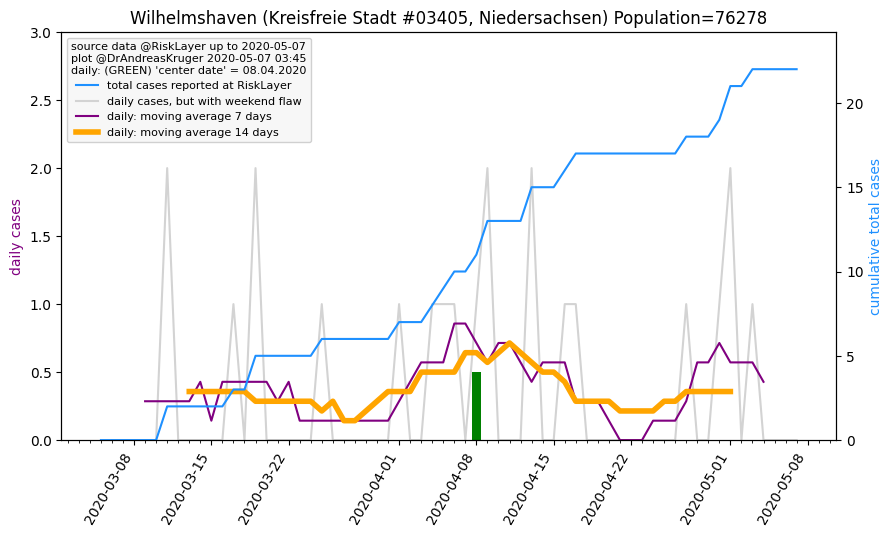 Wilhelmshaven (Kreisfreie Stadt #03405, Niedersachsen) Population=76278
source data @RiskLayer up to 2020-05-07
plot @DrAndreasKruger 2020-05-07 03:45
daily: (GREEN) 'center date' = 08.04.2020
total cases reported at RiskLayer
daily cases, but with weekend flaw
daily: moving average 7 days
daily: moving average 14 days
daily cases
3.0
2.5
2.0
1.5
1.0
0.5
0.0
cumulative total cases
20
15
10
5
0
2020-03-08
2020-03-15
2020-03-22
2020-04-01
2020-04-08
2020-04-15
2020-04-22
2020-05-01
2020-05-08